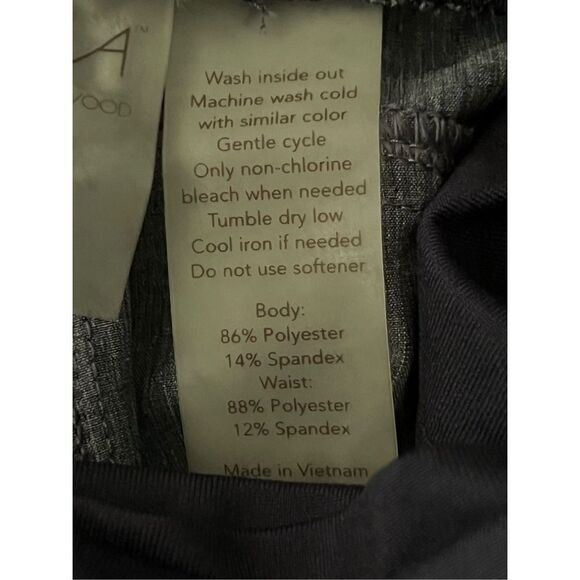 A™
OOD
Wash inside out
Machine wash cold
with similar color
Gentle cycle
Only non-chlorine
bleach when needed
Tumble dry low
Cool iron if needed
Do not use softener
Body:
86% Polyester
14% Spandex
Waist:
88% Polyester
12% Spandex
Made in Vietnam